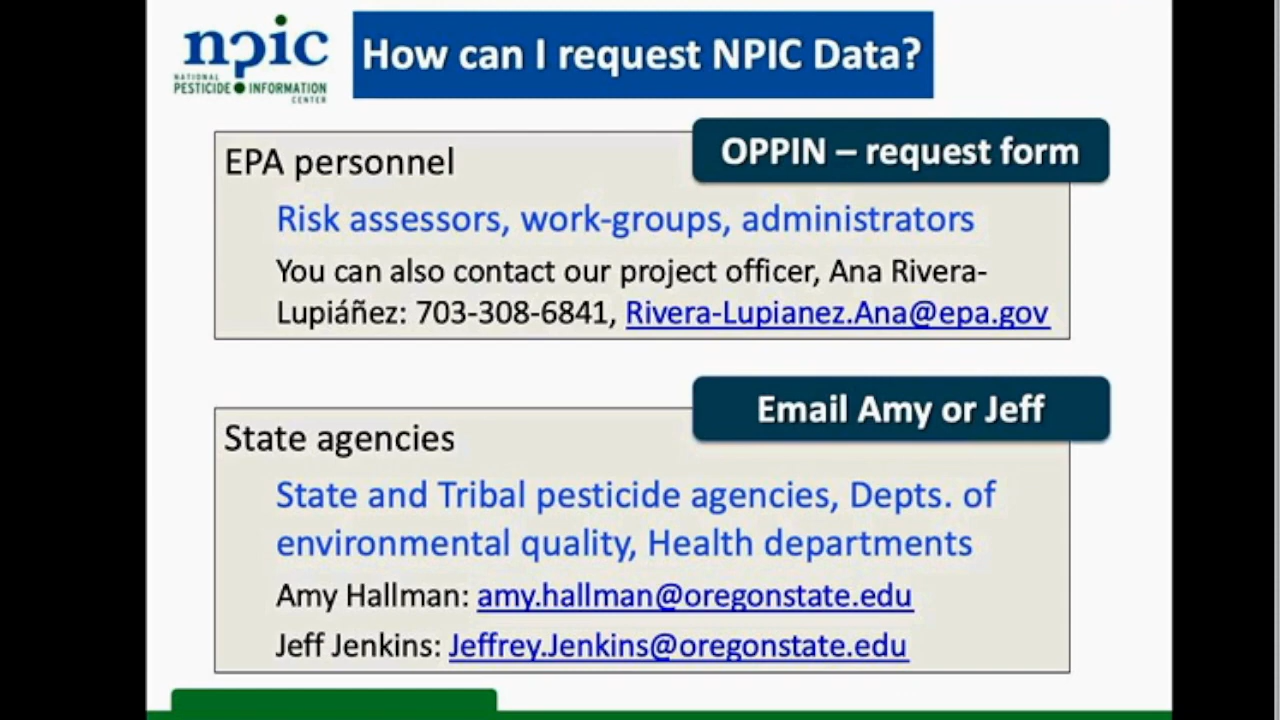 npic
NATIONAL
PESTICIDE INFORMATION
CENTER
How can I request NPIC Data?
OPPIN – request form
EPA personnel
Risk assessors, work-groups, administrators
You can also contact our project officer, Ana Rivera-
Lupiáñez: 703-308-6841, Rivera-Lupianez.Ana@epa.gov
Email Amy or Jeff
State agencies
State and Tribal pesticide agencies, Depts. of
environmental quality, Health departments
Amy Hallman: amy.hallman@oregonstate.edu
Jeff Jenkins: Jeffrey.Jenkins@oregonstate.edu